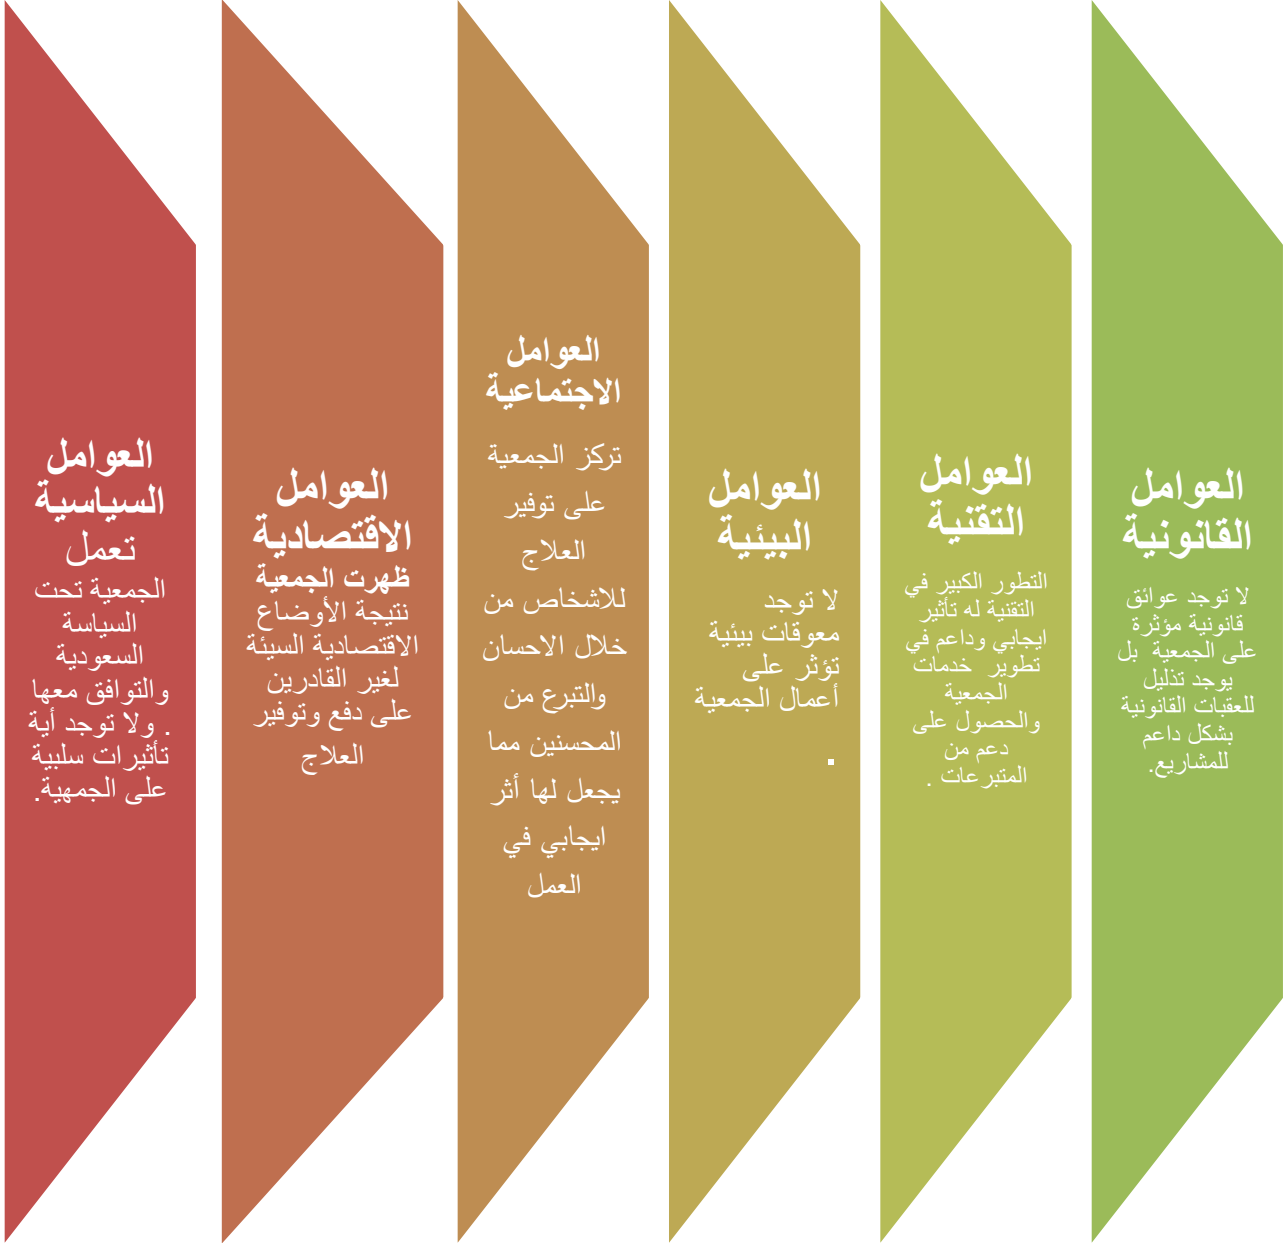 العوامل
السياسية
تعمل
الجمعية تحت
السياسة
السعودية
والتوافق معها
. ولا توجد أية
تأثيرات سلبية
على الجمهية.
العوامل
الاقتصادية
ظهرت الجمعية
نتيجة الأوضاع
الاقتصادية السيئة
لغير القادرين
على دفع وتوفير
العلاج
العوامل
الاجتماعية
تركز الجمعية
على توفير
العلاج
للاشخاص من
خلال الاحسان
والتبرع من
المحسنين مما
يجعل لها أثر
ايجابي في
العمل
العوامل
البيئية
لا توجد
معوقات بيئية
تؤثر على
أعمال الجمعية
.
العوامل
التقنية
التطور الكبير في
التقنية له تأثير
ايجابي وداعم في
تطوير خدمات
الجمعية
والحصول على
دعم من
المتبرعات .
العوامل
القانونية
لا توجد عوائق
قانونية مؤثرة
على الجمعية بل
يوجد تذليل
للعقبات القانونية
بشكل داعم
للمشاريع.